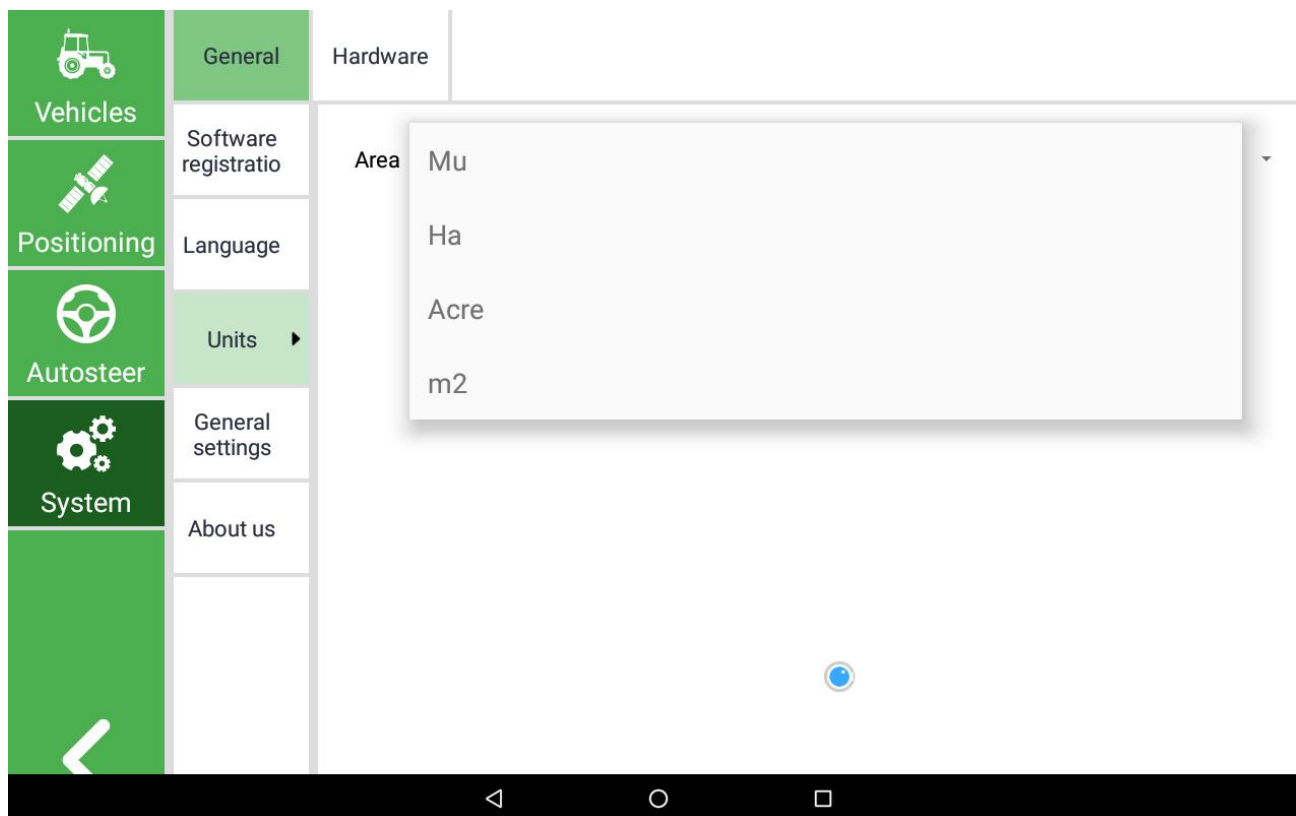 Vehicles
Positioning
Autosteer
System
General
Hardware
Software
registratio
Language
Units
General
settings
About us
Area
Mu
Ha
Acre
m2